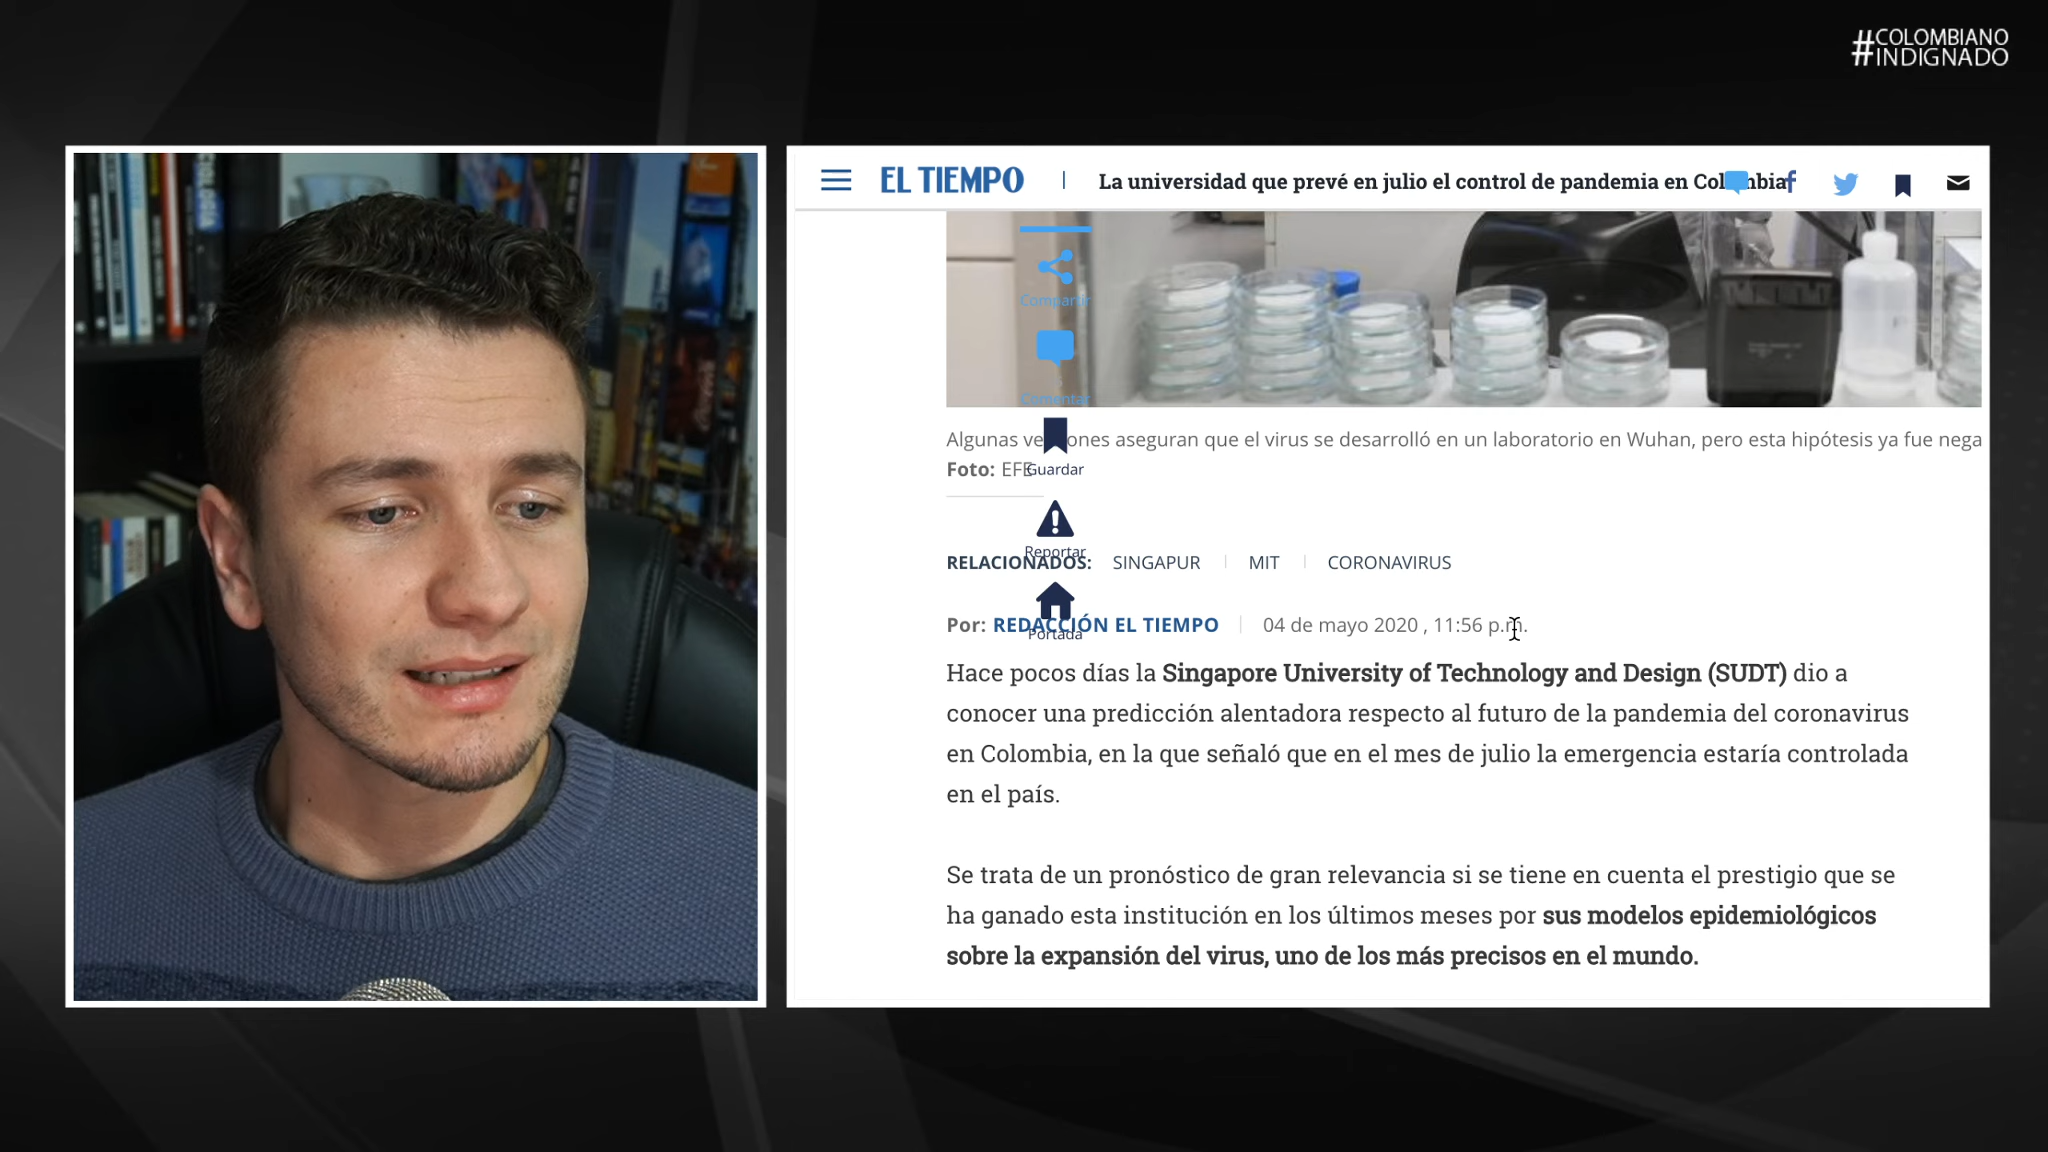 #COLOMBIANO
INDIGNADO
EL TIEMPO
La universidad que prevé en julio el control de pandemia en Colombia
Compartir
Comentar
Algunas versiones aseguran que el virus se desarrolló en un laboratorio en Wuhan, pero esta hipótesis ya fue nega
Foto: EFE
Guardar
Reportar
RELACIONADOS: SINGAPUR MIT CORONAVIRUS
Por: REDACCIÓN EL TIEMPO 04 de mayo 2020 , 11:56 p.m.
Portada
Hace pocos días la Singapore University of Technology and Design (SUDT) dio a
conocer una predicción alentadora respecto al futuro de la pandemia del coronavirus
en Colombia, en la que señaló que en el mes de julio la emergencia estaría controlada
en el país.
Se trata de un pronóstico de gran relevancia si se tiene en cuenta el prestigio que se
ha ganado esta institución en los últimos meses por sus modelos epidemiológicos
sobre la expansión del virus, uno de los más precisos en el mundo.